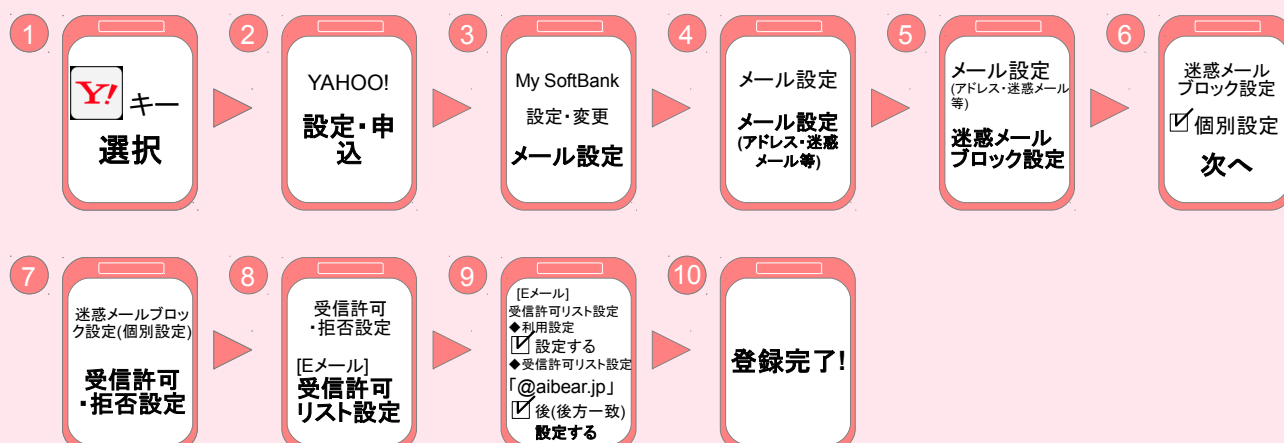 1
Y! キー
選択
2
YAHOO!
設定・申
込
3
My SoftBank
設定・変更
メール設定
4
メール設定
メール設定
(アドレス・迷惑
メール等)
5
メール設定
(アドレス・迷惑メール
等)
迷惑メール
ブロック設定
6
迷惑メール
ブロック設定
個別設定
次へ
7
迷惑メールブロッ
ク設定(個別設定)
受信許可
・拒否設定
8
受信許可
・拒否設定
[Eメール]
受信許可
リスト設定
9
[Eメール]
受信許可リスト設定
◆利用設定
設定する
◆受信許可リスト設定
「@aibear.jp」
後(後方一致)
設定する
10
登録完了!